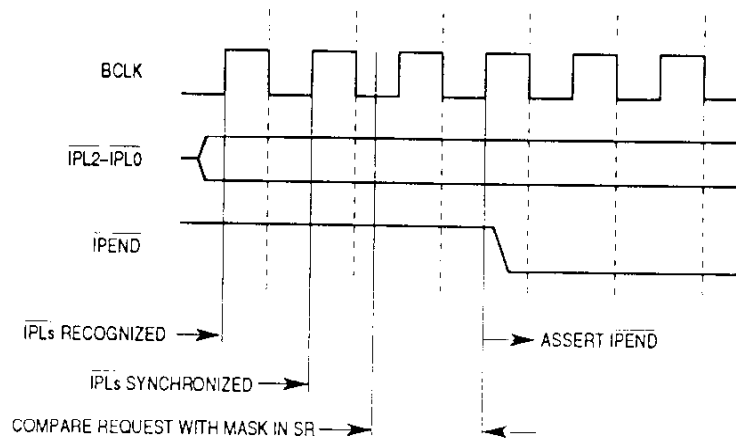 BCLK
IPL2–IPL0
IPEND
IPLs RECOGNIZED
ASSERT IPEND
IPLs SYNCHRONIZED
COMPARE REQUEST WITH MASK IN SR